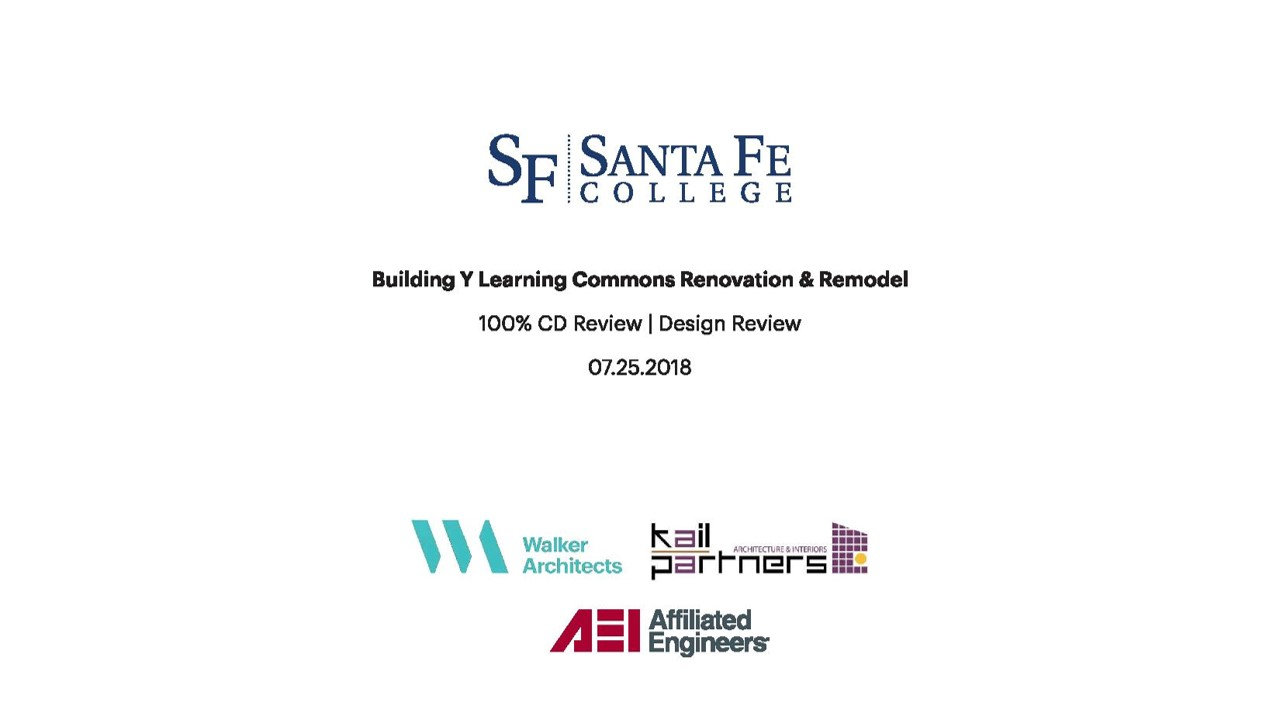 SF SANTA FE
COLLEGE
Building Y Learning Commons Renovation & Remodel
100% CD Review | Design Review
07.25.2018
Walker
Architects
kail
ARCHITECTURE & INTERIORS
partners
AEI Affiliated
Engineers